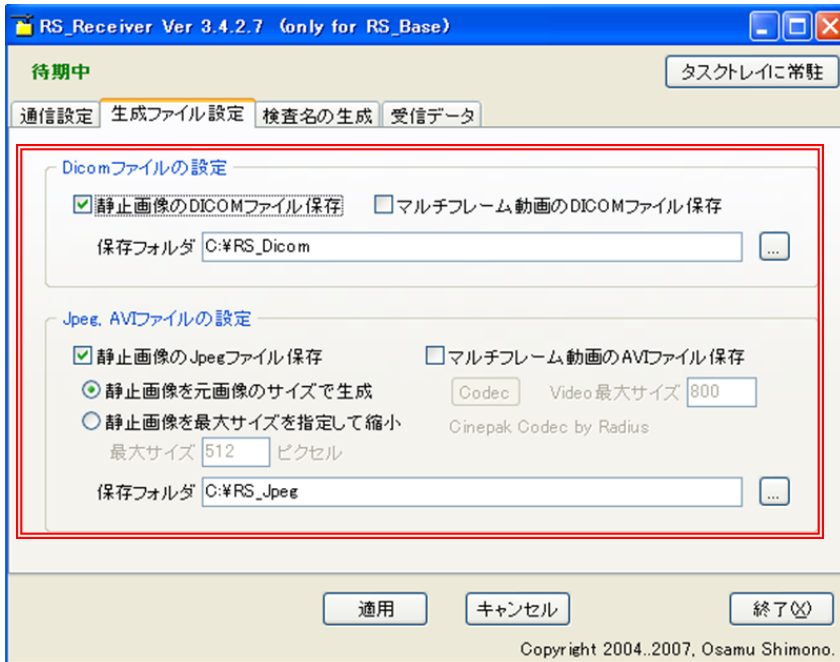 RS_Receiver Ver 3.4.2.7 (only for RS_Base)
待期中
タスクトレイに常駐
通信設定 生成ファイル設定 検査名の生成 受信データ
Dicomファイルの設定
静止画像のDICOMファイル保存 マルチフレーム動画のDICOMファイル保存
保存フォルダ C:¥RS_Dicom ...
Jpeg, AVIファイルの設定
静止画像のJpegファイル保存 マルチフレーム動画のAVIファイル保存
静止画像を元画像のサイズで生成 Codec Video最大サイズ 800
静止画像を最大サイズを指定して縮小 Cinepak Codec by Radius
最大サイズ 512 ピクセル
保存フォルダ C:¥RS_Jpeg ...
適用 キャンセル 終了(X)
Copyright 2004..2007, Osamu Shimono.